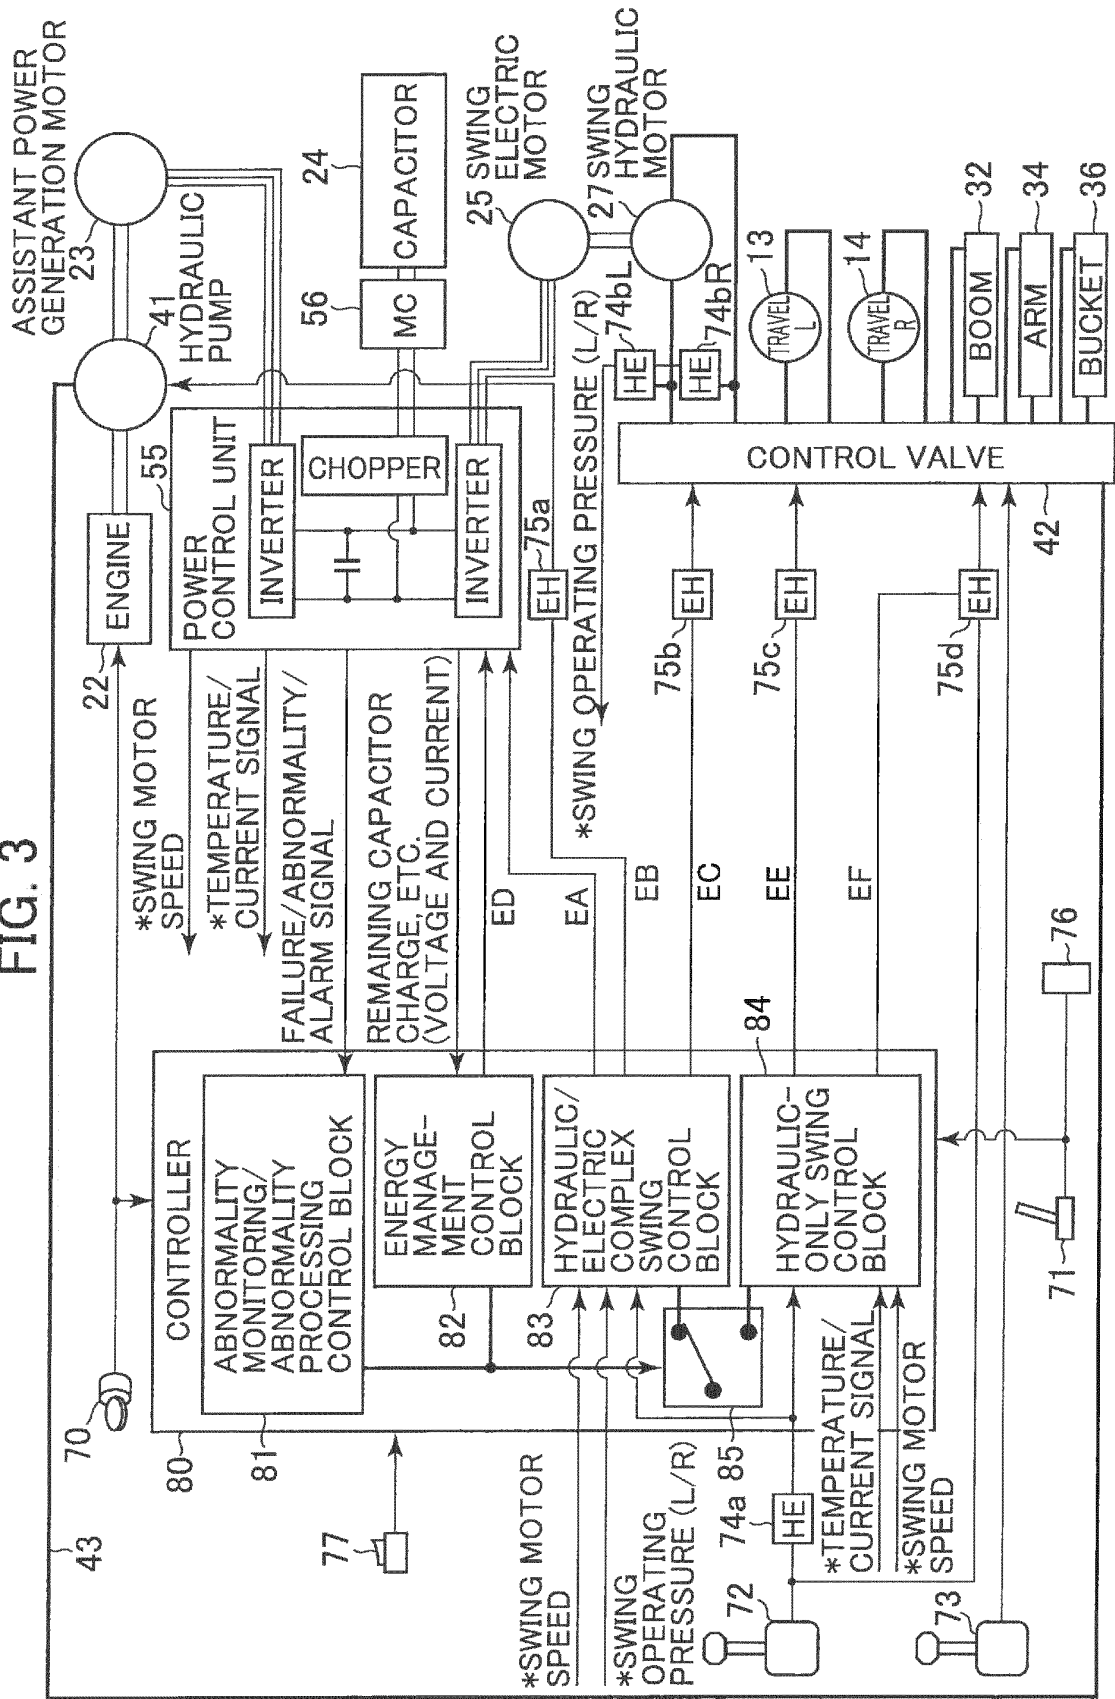 FIG. 3
ASSISTANT POWER
GENERATION MOTOR
23
41
HYDRAULIC
PUMP
22
ENGINE
55
POWER
CONTROL UNIT
INVERTER
CHOPPER
INVERTER
56
MC
24
CAPACITOR
25
SWING
ELECTRIC
MOTOR
27
SWING
HYDRAULIC
MOTOR
75a
EH
*SWING MOTOR
SPEED
*TEMPERATURE/
CURRENT SIGNAL
FAILURE/ABNORMALITY/
ALARM SIGNAL
REMAINING CAPACITOR
CHARGE, ETC.
(VOLTAGE AND CURRENT)
*SWING OPERATING PRESSURE (L/R)
HE
74bL
HE
74bR
13
TRAVEL
L
14
TRAVEL
R
32
BOOM
34
ARM
36
BUCKET
CONTROL VALVE
42
75b
EH
75c
EH
75d
EH
ED
EA
EB
EC
EE
EF
70
43
80
CONTROLLER
81
ABNORMALITY
MONITORING/
ABNORMALITY
PROCESSING
CONTROL BLOCK
82
ENERGY
MANAGE-
MENT
CONTROL
BLOCK
83
HYDRAULIC/
ELECTRIC
COMPLEX
SWING
CONTROL
BLOCK
84
HYDRAULIC-
ONLY SWING
CONTROL
BLOCK
85
77
*SWING MOTOR
SPEED
*SWING
OPERATING
PRESSURE (L/R)
74a
HE
*TEMPERATURE/
CURRENT SIGNAL
*SWING MOTOR
SPEED
72
73
71
76